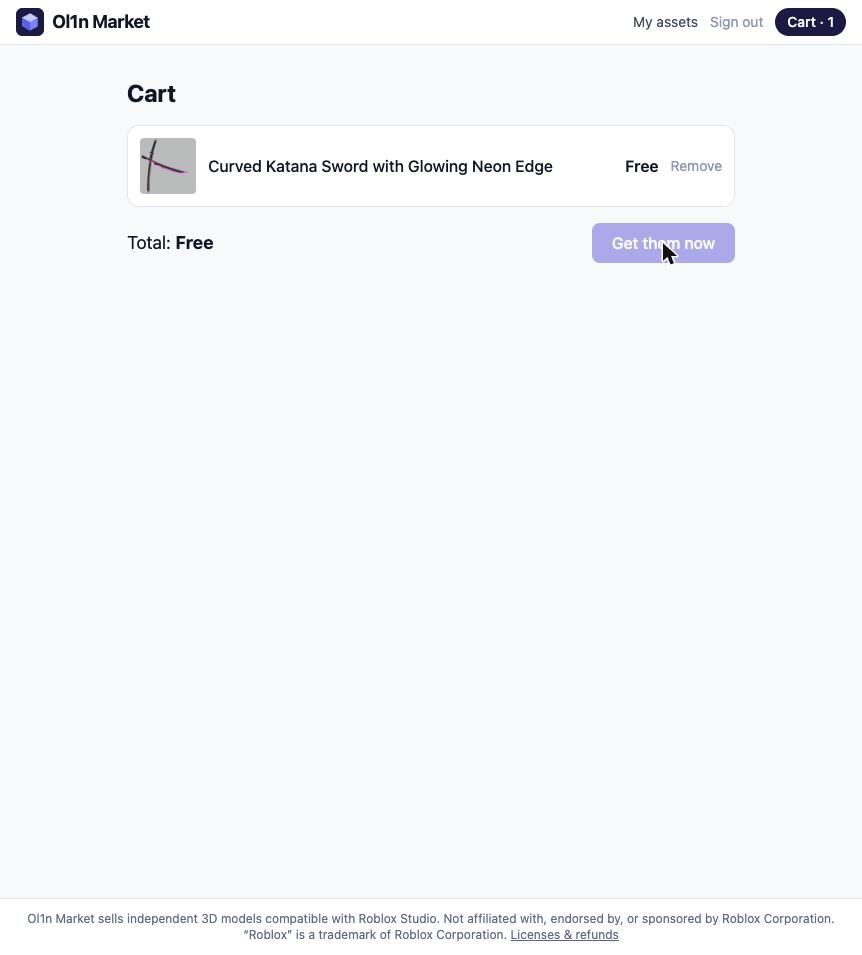 Ol1n Market
My assets
Sign out
Cart · 1
Cart
Curved Katana Sword with Glowing Neon Edge
Free
Remove
Total: Free
Get them now
Ol1n Market sells independent 3D models compatible with Roblox Studio. Not affiliated with, endorsed by, or sponsored by Roblox Corporation.
“Roblox” is a trademark of Roblox Corporation. Licenses & refunds